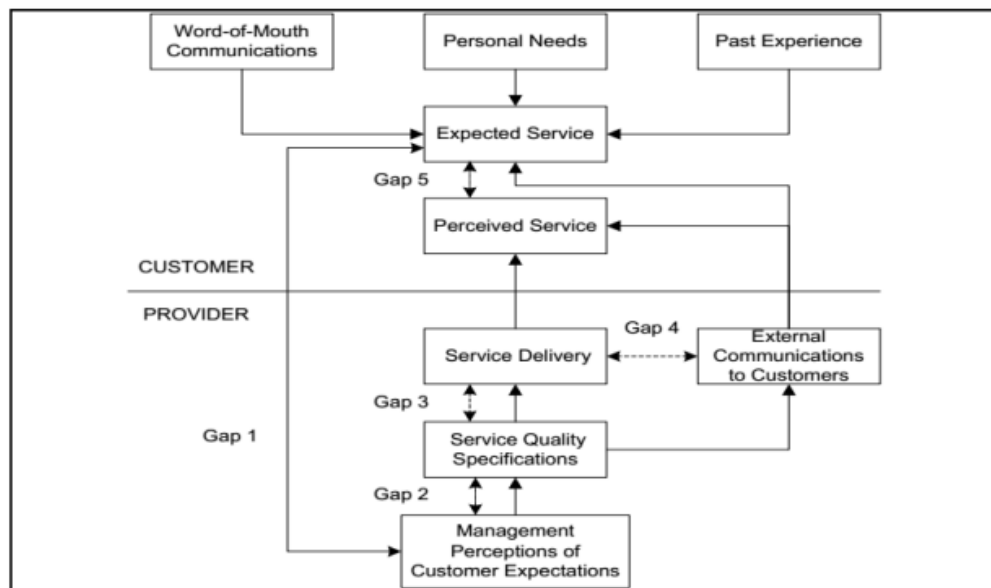 Word-of-Mouth
Communications
Personal Needs
Past Experience
Expected Service
Gap 5
Perceived Service
CUSTOMER
PROVIDER
Gap 4
Service Delivery
External
Communications
to Customers
Gap 3
Gap 1
Service Quality
Specifications
Gap 2
Management
Perceptions of
Customer Expectations